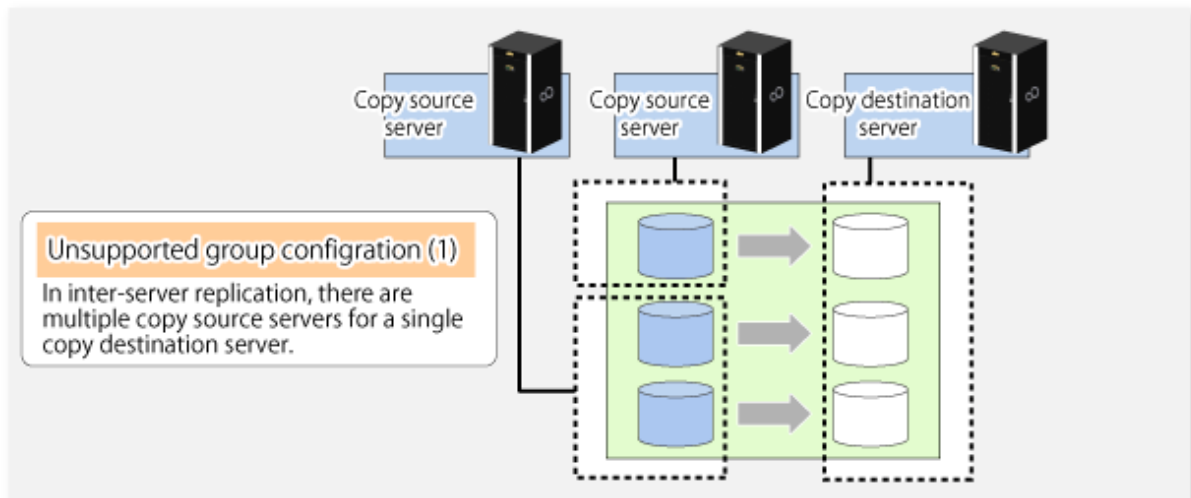 Copy source
server
Copy source
server
Copy destination
server
Unsupported group configration (1)
In inter-server replication, there are
multiple copy source servers for a single
copy destination server.